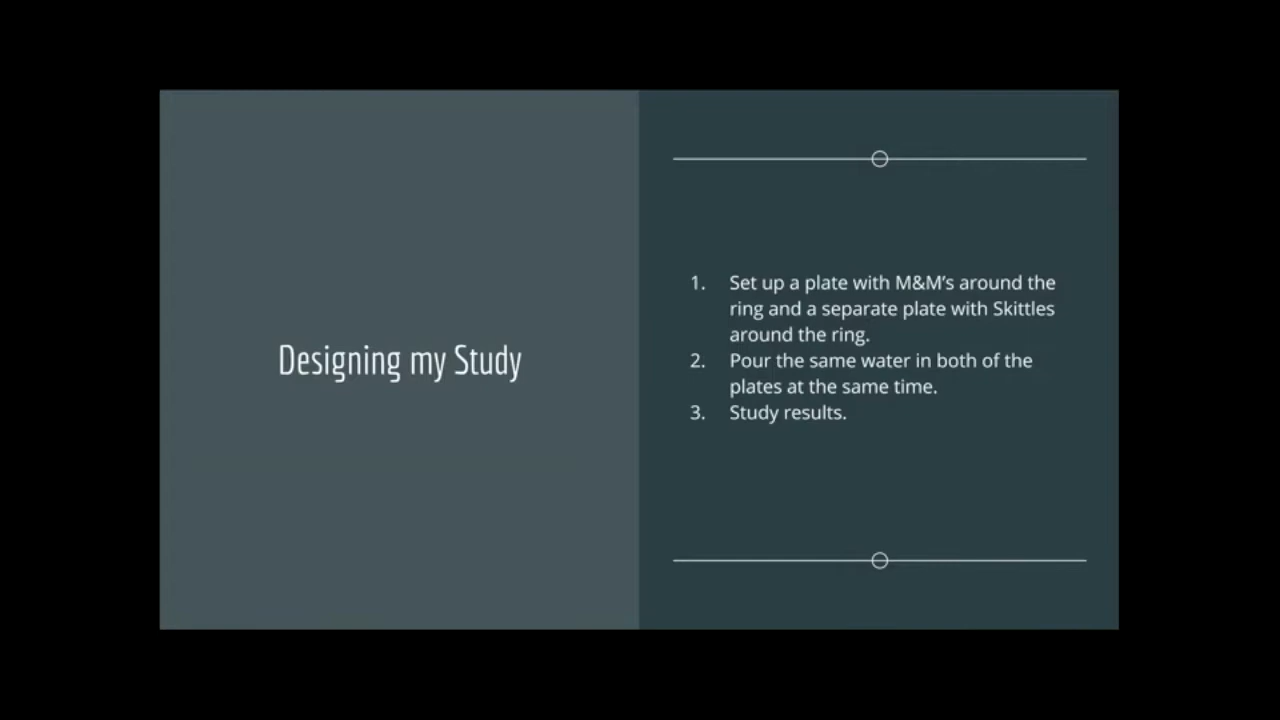 Designing my Study
1. Set up a plate with M&M’s around the
ring and a separate plate with Skittles
around the ring.
2. Pour the same water in both of the
plates at the same time.
3. Study results.